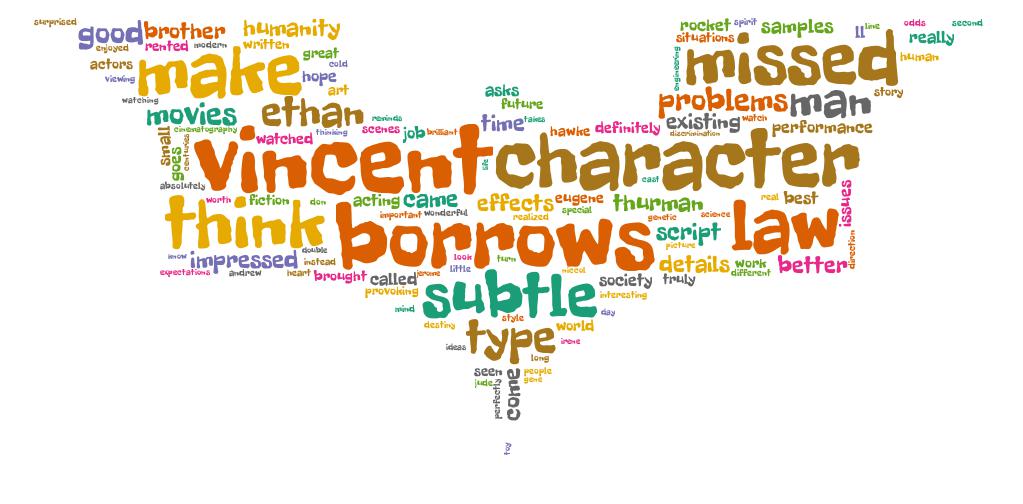 surprised
good
brother
humanity
enjoyed
rented
modern
written
actors
make
great
viewing
hope
cold
art
watching
movies
ethan
reminds
cinematography
watched
thinking
scenes
job
brilliant
asks
future
time
takes
hawke
definitely
rocket
spirit
samples
ll
line
odds
second
situations
really
engineering
missed
human
story
problems
man
existing
watch
discrimination
performance
small
goes
centuries
vincent
life
character
cast
absolutely
worth
fiction
don
acting
came
effects
eugene
thurman
real
best
important
wonderful
realized
special
genetic
science
issues
think
borrows
script
law
picture
direction
know
impressed
double
instead
look
turn
details
work
better
expectations
andrew
heart
brought
called
jerome
little
niccol
society
truly
different
provoking
subtle
interesting
mind
style
day
destiny
type
world
ideas
irene
long
seen
come
people
jude
gene
perfectly
toy